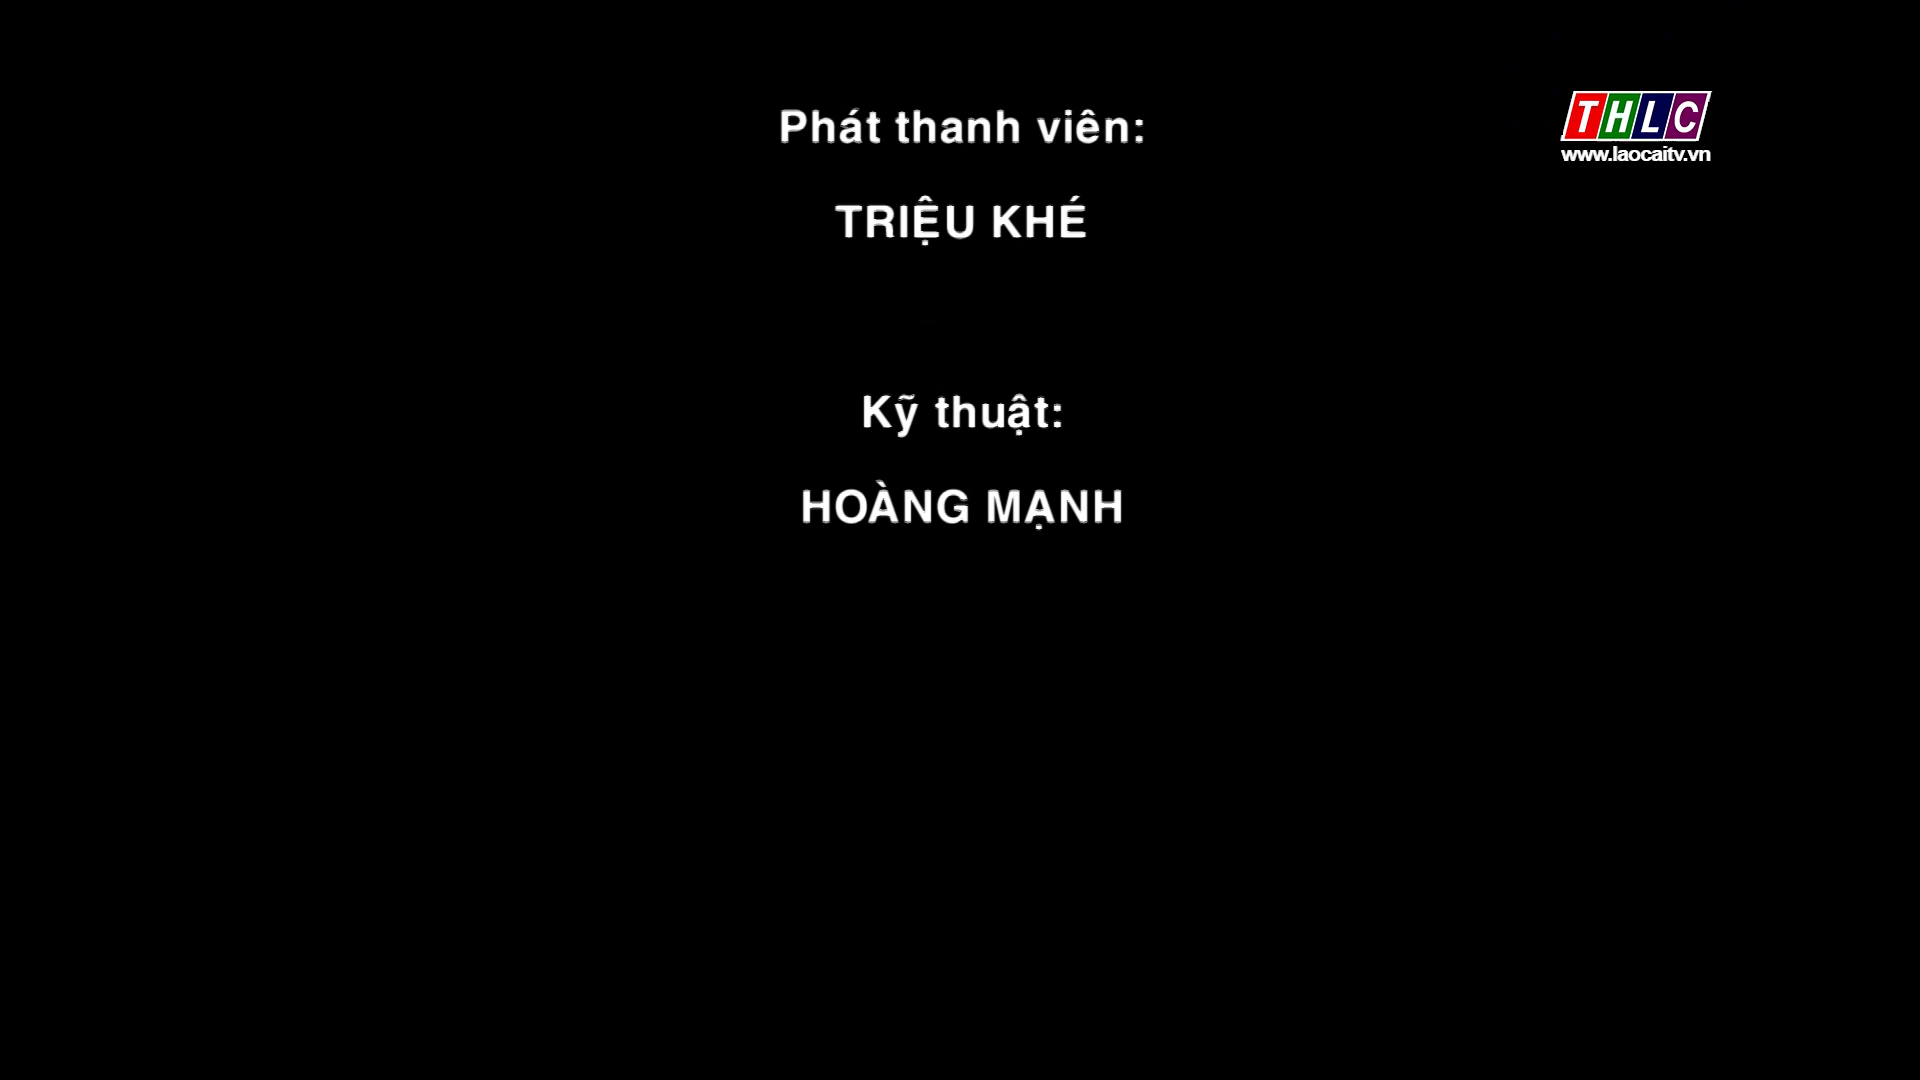 Phát thanh viên:
THLC
www.laocaitv.vn
TRIỆU KHÉ
Kỹ thuật:
HOÀNG MẠNH